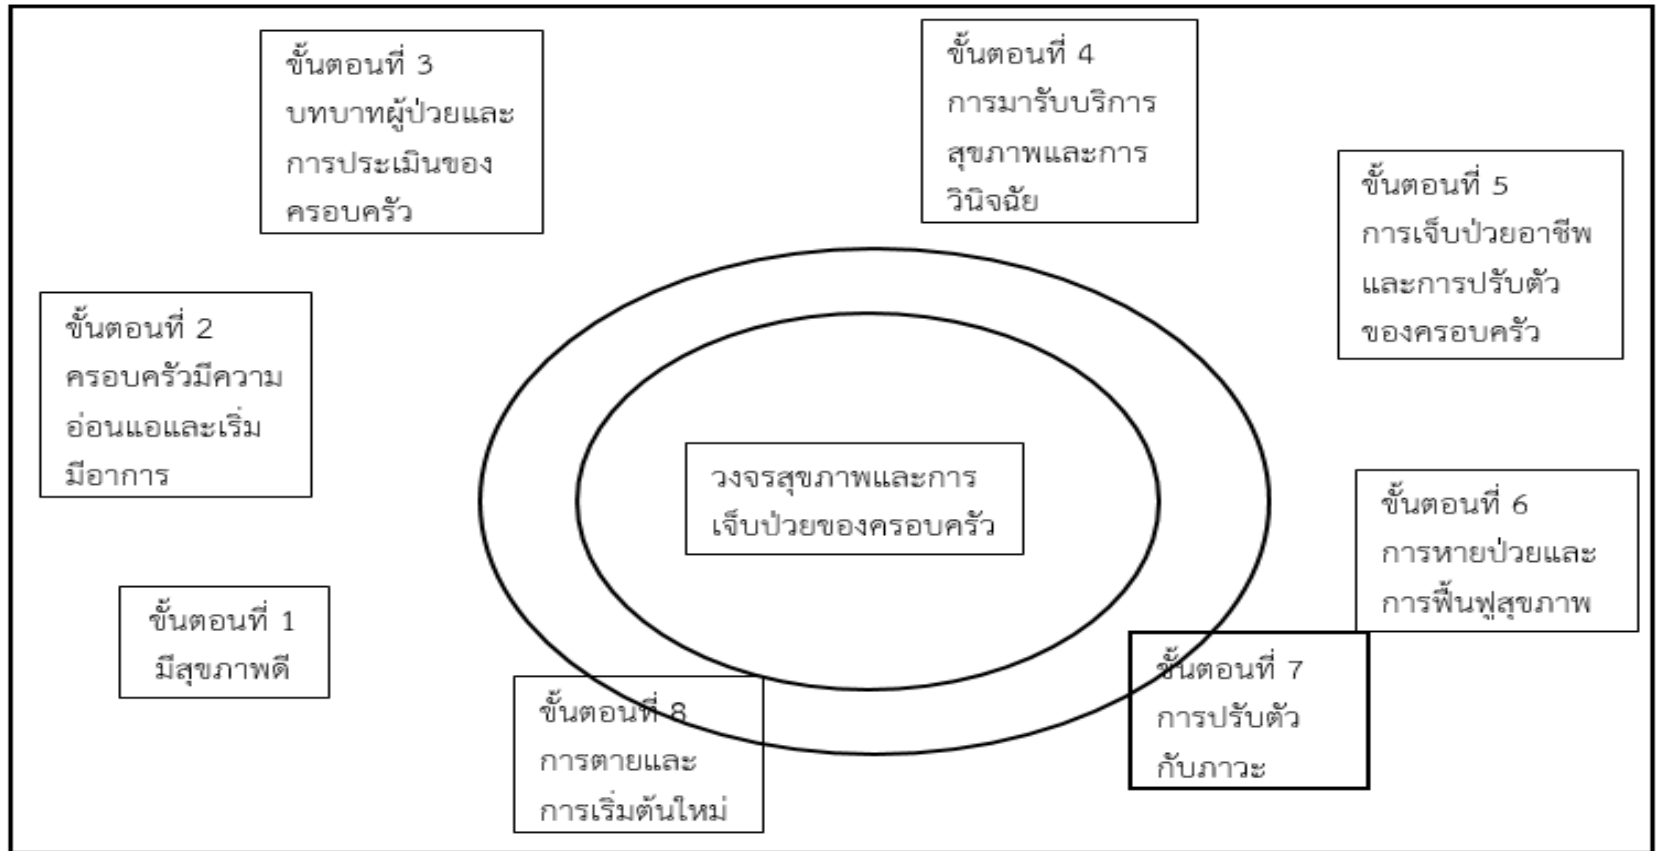 ขั้นตอนที่ 3
บทบาทผู้ป่วยและ
การประเมินของ
ครอบครัว
ขั้นตอนที่ 4
การมารับบริการ
สุขภาพและการ
วินิจฉัย
ขั้นตอนที่ 5
การเจ็บป่วยอาชีพ
และการปรับตัว
ของครอบครัว
ขั้นตอนที่ 2
ครอบครัวมีความ
อ่อนแอและเริ่ม
มีอาการ
วงจรสุขภาพและการ
เจ็บป่วยของครอบครัว
ขั้นตอนที่ 6
การหายป่วยและ
การฟื้นฟูสุขภาพ
ขั้นตอนที่ 1
มีสุขภาพดี
ขั้นตอนที่ 7
การปรับตัว
กับภาวะ
ขั้นตอนที่ 8
การตายและ
การเริ่มต้นใหม่